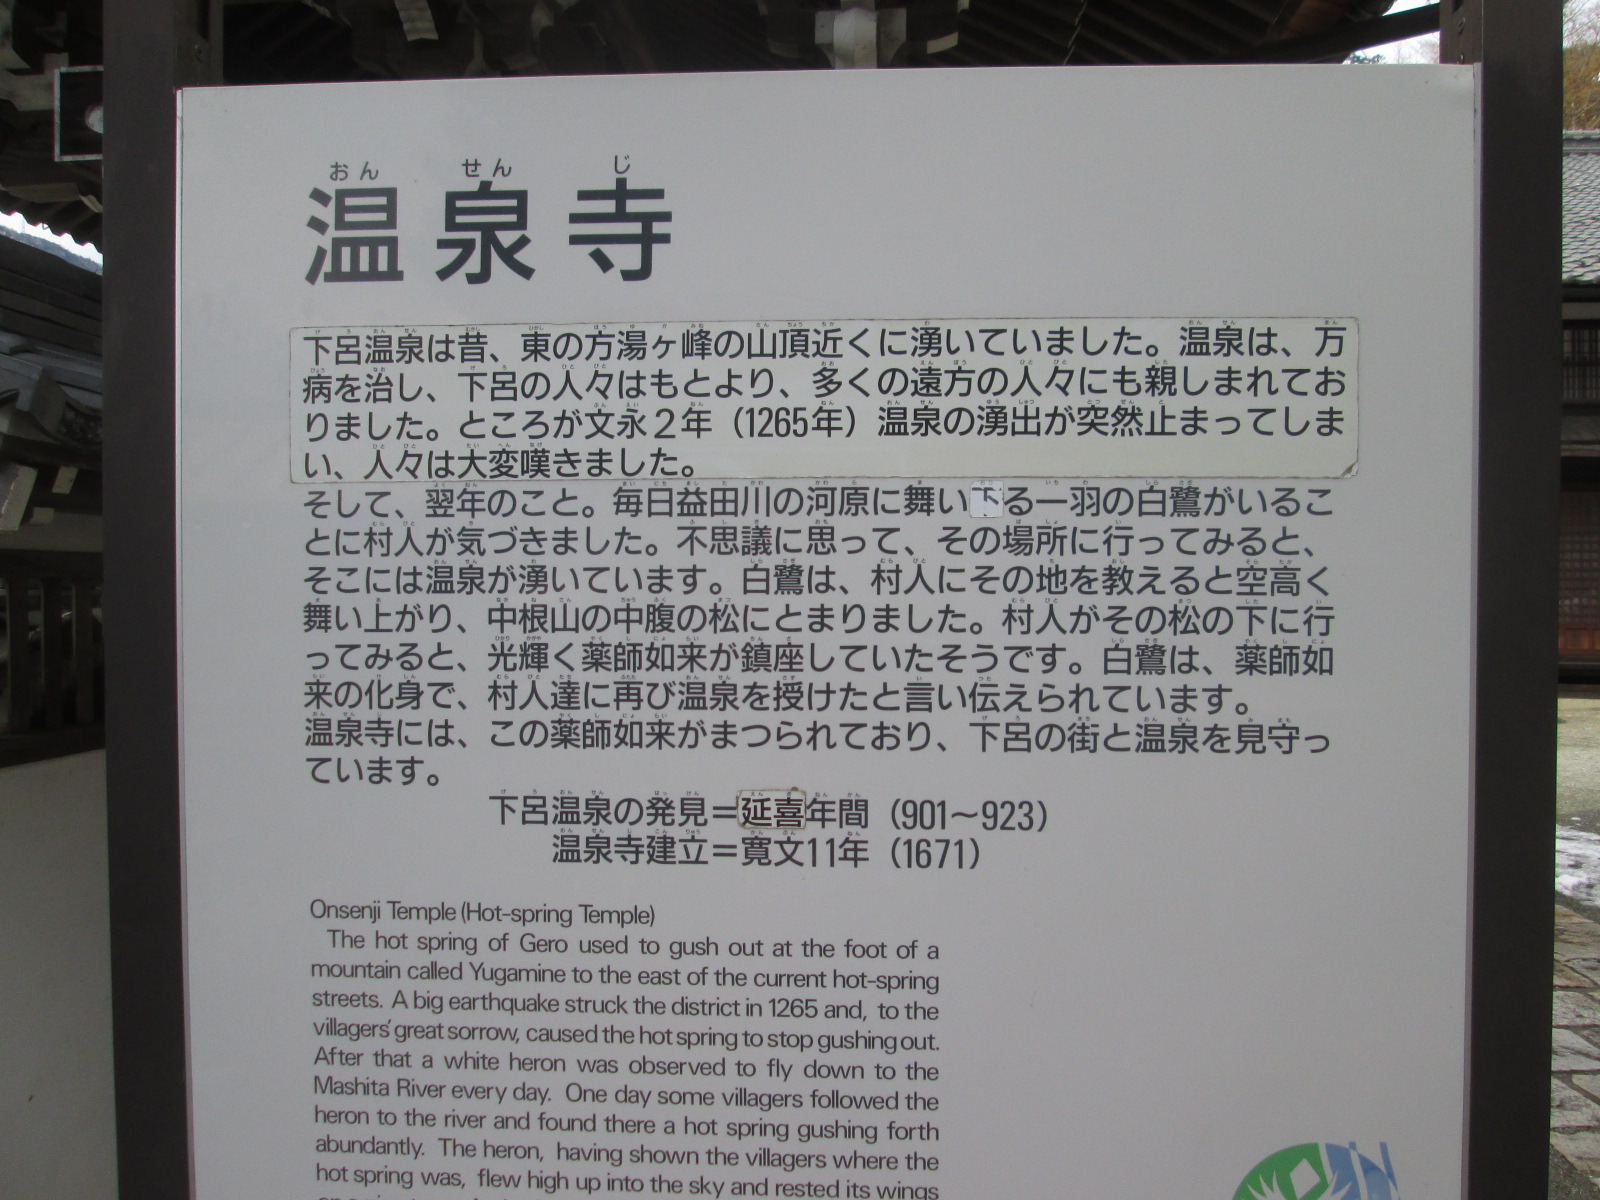 温泉寺
下呂温泉は昔、東の方湯ヶ峰の山頂近くに湧いていました。温泉は、万
病を治し、下呂の人々はもとより、多くの遠方の人々にも親しまれてお
りました。ところが文永２年（1265年）温泉の湧出が突然止まってしま
い、人々は大変嘆きました。
そして、翌年のこと。毎日益田川の河原に舞い下る一羽の白鷺がいるこ
とに村人が気づきました。不思議に思って、その場所に行ってみると、
そこには温泉が湧いています。白鷺は、村人にその地を教えると空高く
舞い上がり、中根山の中腹の松にとまりました。村人がその松の下に行
ってみると、光輝く薬師如来が鎮座していたそうです。白鷺は、薬師如
来の化身で、村人達に再び温泉を授けたと言い伝えられています。
温泉寺には、この薬師如来がまつられており、下呂の街と温泉を見守っ
ています。
下呂温泉の発見＝延喜年間（901〜923）
温泉寺建立＝寛文11年（1671）
Onsenji Temple (Hot-spring Temple)
The hot spring of Gero used to gush out at the foot of a
mountain called Yugamine to the east of the current hot-spring
streets. A big earthquake struck the district in 1265 and, to the
villagers' great sorrow, caused the hot spring to stop gushing out.
After that a white heron was observed to fly down to the
Mashita River every day. One day some villagers followed the
heron to the river and found there a hot spring gushing forth
abundantly. The heron, having shown the villagers where the
hot spring was, flew high up into the sky and rested its wings